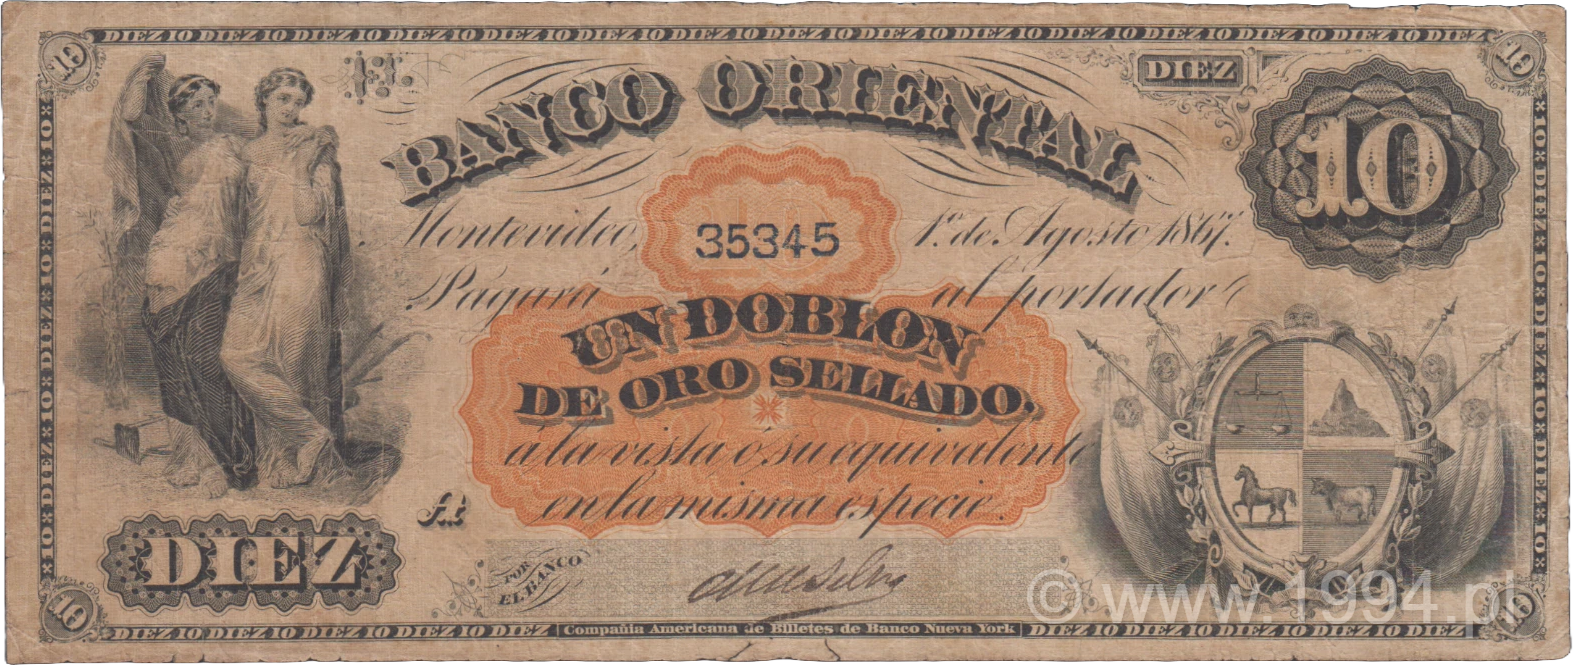 DIEZ 10 DIEZ 10 DIEZ 10 DIEZ 10 DIEZ 10 DIEZ 10 DIEZ 10 DIEZ 10 DIEZ 10 DIEZ 10 DIEZ 10 DIEZ
10
10
EL
DIEZ
BANCO ORIENTAL
10
Montevideo,
35345
1º de Agosto 1867.
Pagará
al portador
UN DOBLON
DE ORO SELLADO.
á la vista o su equivalente
en la misma especie.
A
DIEZ
POR
EL BANCO
© www.1994.pl
10
10
Compañia Americana de Billetes de Banco Nueva York